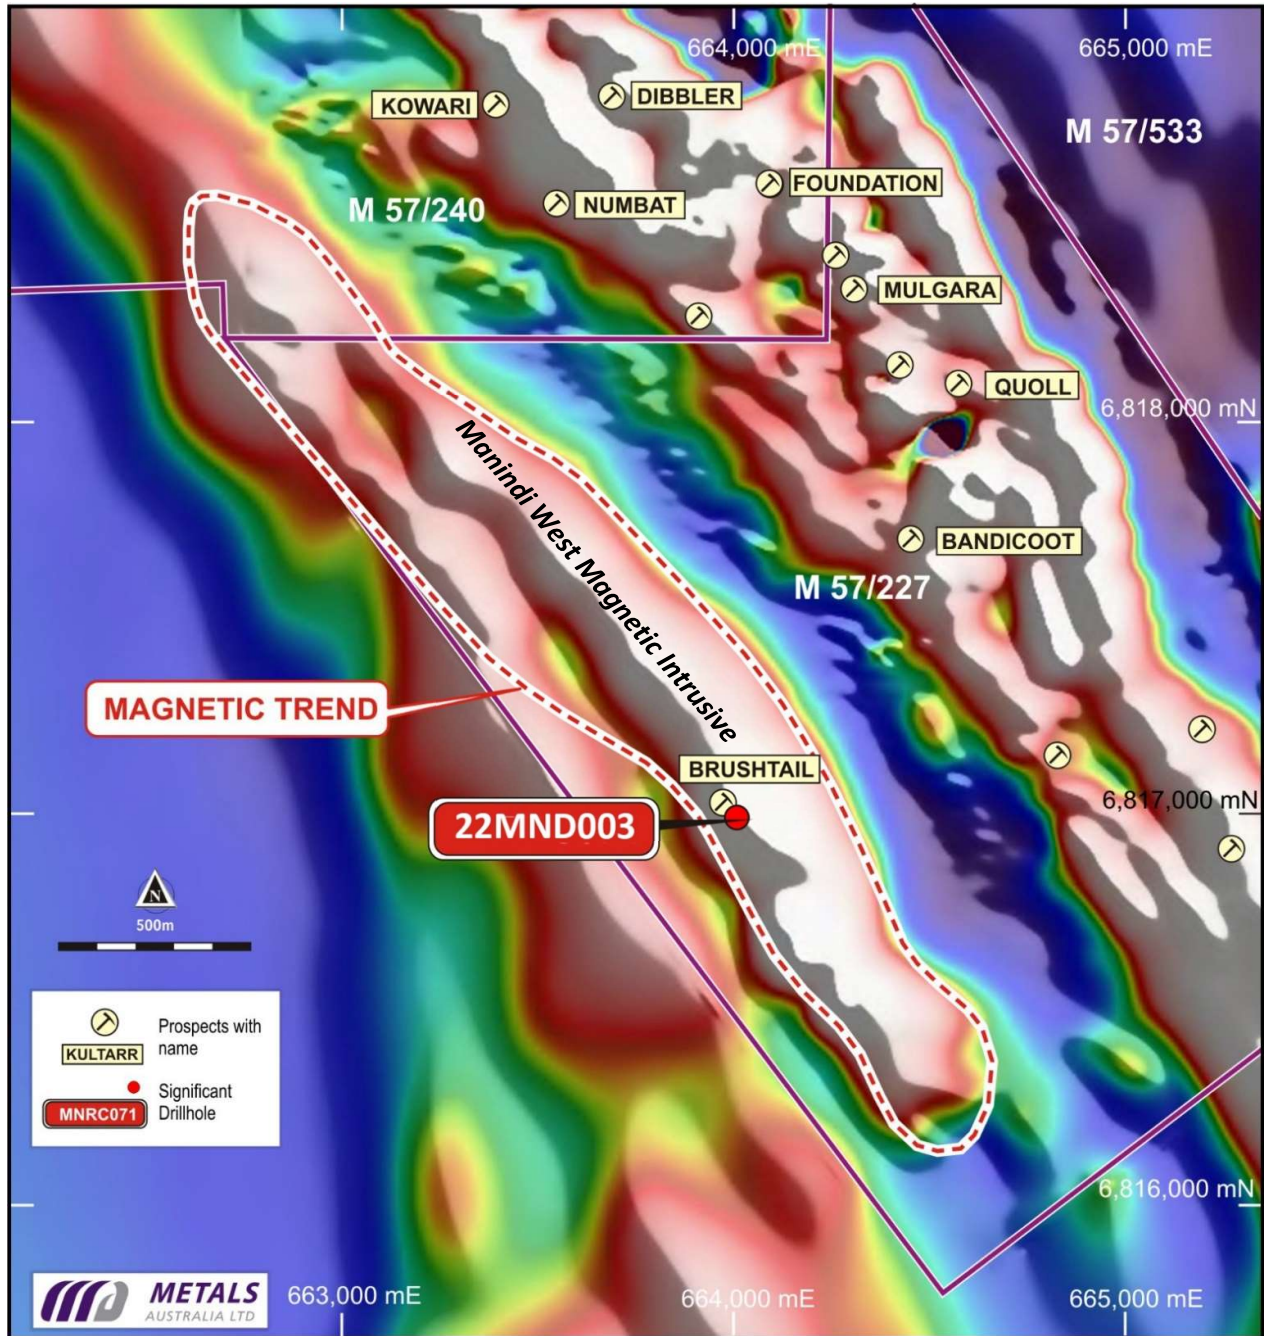 664,000 mE
665,000 mE
KOWARI
DIBBLER
M 57/533
FOUNDATION
M 57/240
NUMBAT
MULGARA
QUOLL
6,818,000 mN
Manindi West Magnetic Intrusive
BANDICOOT
M 57/227
MAGNETIC TREND
BRUSHTAIL
6,817,000 mN
22MND003
N
500m
Prospects with
name
KULTARR
Significant
Drillhole
MNRC071
6,816,000 mN
METALS
AUSTRALIA LTD
663,000 mE
664,000 mE
665,000 mE